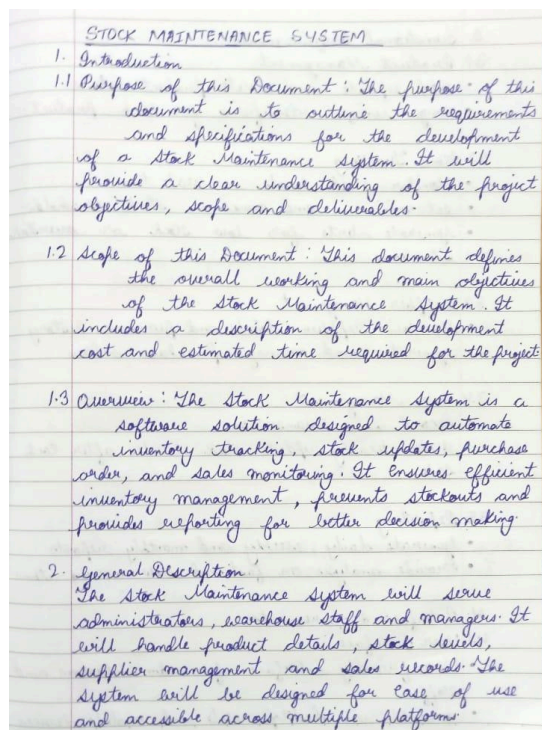 STOCK MAINTENANCE SYSTEM
1. Introduction
1.1 Purpose of this Document : The purpose of this
document is to outline the requirements
and specifications for the development
of a Stock Maintenance System. It will
provide a clear understanding of the project
objectives, scope and deliverables.
1.2 Scope of this Document : This document defines
the overall working and main objectives
of the Stock Maintenance System. It
includes a description of the development
cost and estimated time required for the project.
1.3 Overview : The Stock Maintenance System is a
software solution designed to automate
inventory tracking, stock updates, purchase
order, and sales monitoring. It ensures efficient
inventory management, prevents stockouts and
provides reporting for better decision making.
2. General Description
The Stock Maintenance System will serve
administrators, warehouse staff and managers. It
will handle product details, stock levels,
supplier management and sales records. The
system will be designed for ease of use
and accessible across multiple platforms.